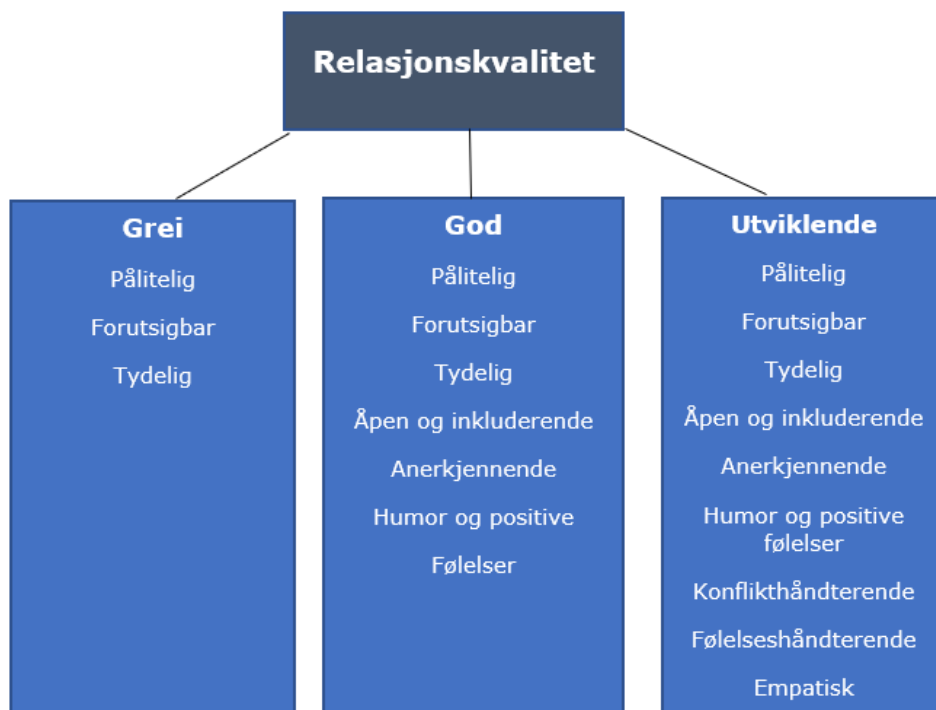 Relasjonskvalitet
Grei
Pålitelig
Forutsigbar
Tydelig
God
Pålitelig
Forutsigbar
Tydelig
Åpen og inkluderende
Anerkjennende
Humor og positive
Følelser
Utviklende
Pålitelig
Forutsigbar
Tydelig
Åpen og inkluderende
Anerkjennende
Humor og positive
følelser
Konflikthåndterende
Følelseshåndterende
Empatisk